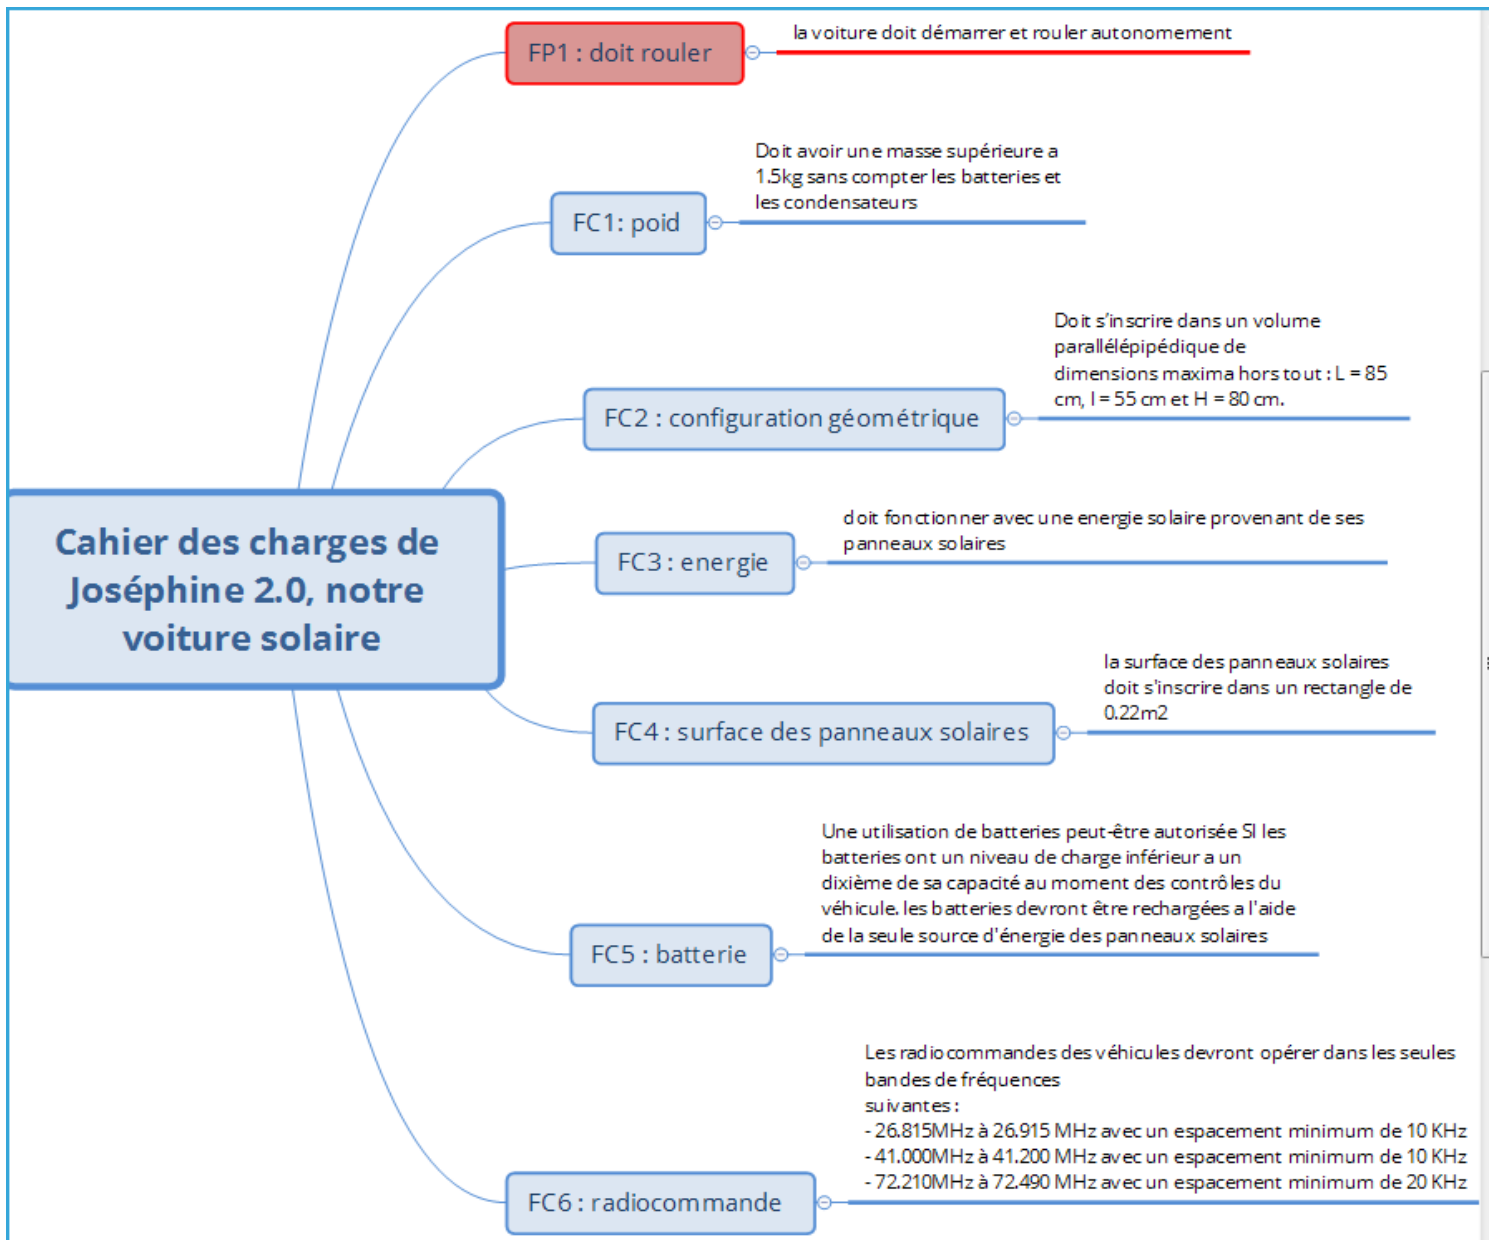 FP1 : doit rouler
la voiture doit démarrer et rouler autonomement
FC1: poid
Doit avoir une masse supérieure a
1.5kg sans compter les batteries et
les condensateurs
FC2 : configuration géométrique
Doit s'inscrire dans un volume
parallélépipédique de
dimensions maxima hors tout : L = 85
cm, l = 55 cm et H = 80 cm.
Cahier des charges de
Joséphine 2.0, notre
voiture solaire
FC3 : energie
doit fonctionner avec une energie solaire provenant de ses
panneaux solaires
FC4 : surface des panneaux solaires
la surface des panneaux solaires
doit s'inscrire dans un rectangle de
0.22m2
FC5 : batterie
Une utilisation de batteries peut-être autorisée SI les
batteries ont un niveau de charge inférieur a un
dixième de sa capacité au moment des contrôles du
véhicule. les batteries devront être rechargées a l'aide
de la seule source d'énergie des panneaux solaires
FC6 : radiocommande
Les radiocommandes des véhicules devront opérer dans les seules
bandes de fréquences
suivantes :
- 26.815MHz à 26.915 MHz avec un espacement minimum de 10 KHz
- 41.000MHz à 41.200 MHz avec un espacement minimum de 10 KHz
- 72.210MHz à 72.490 MHz avec un espacement minimum de 20 KHz